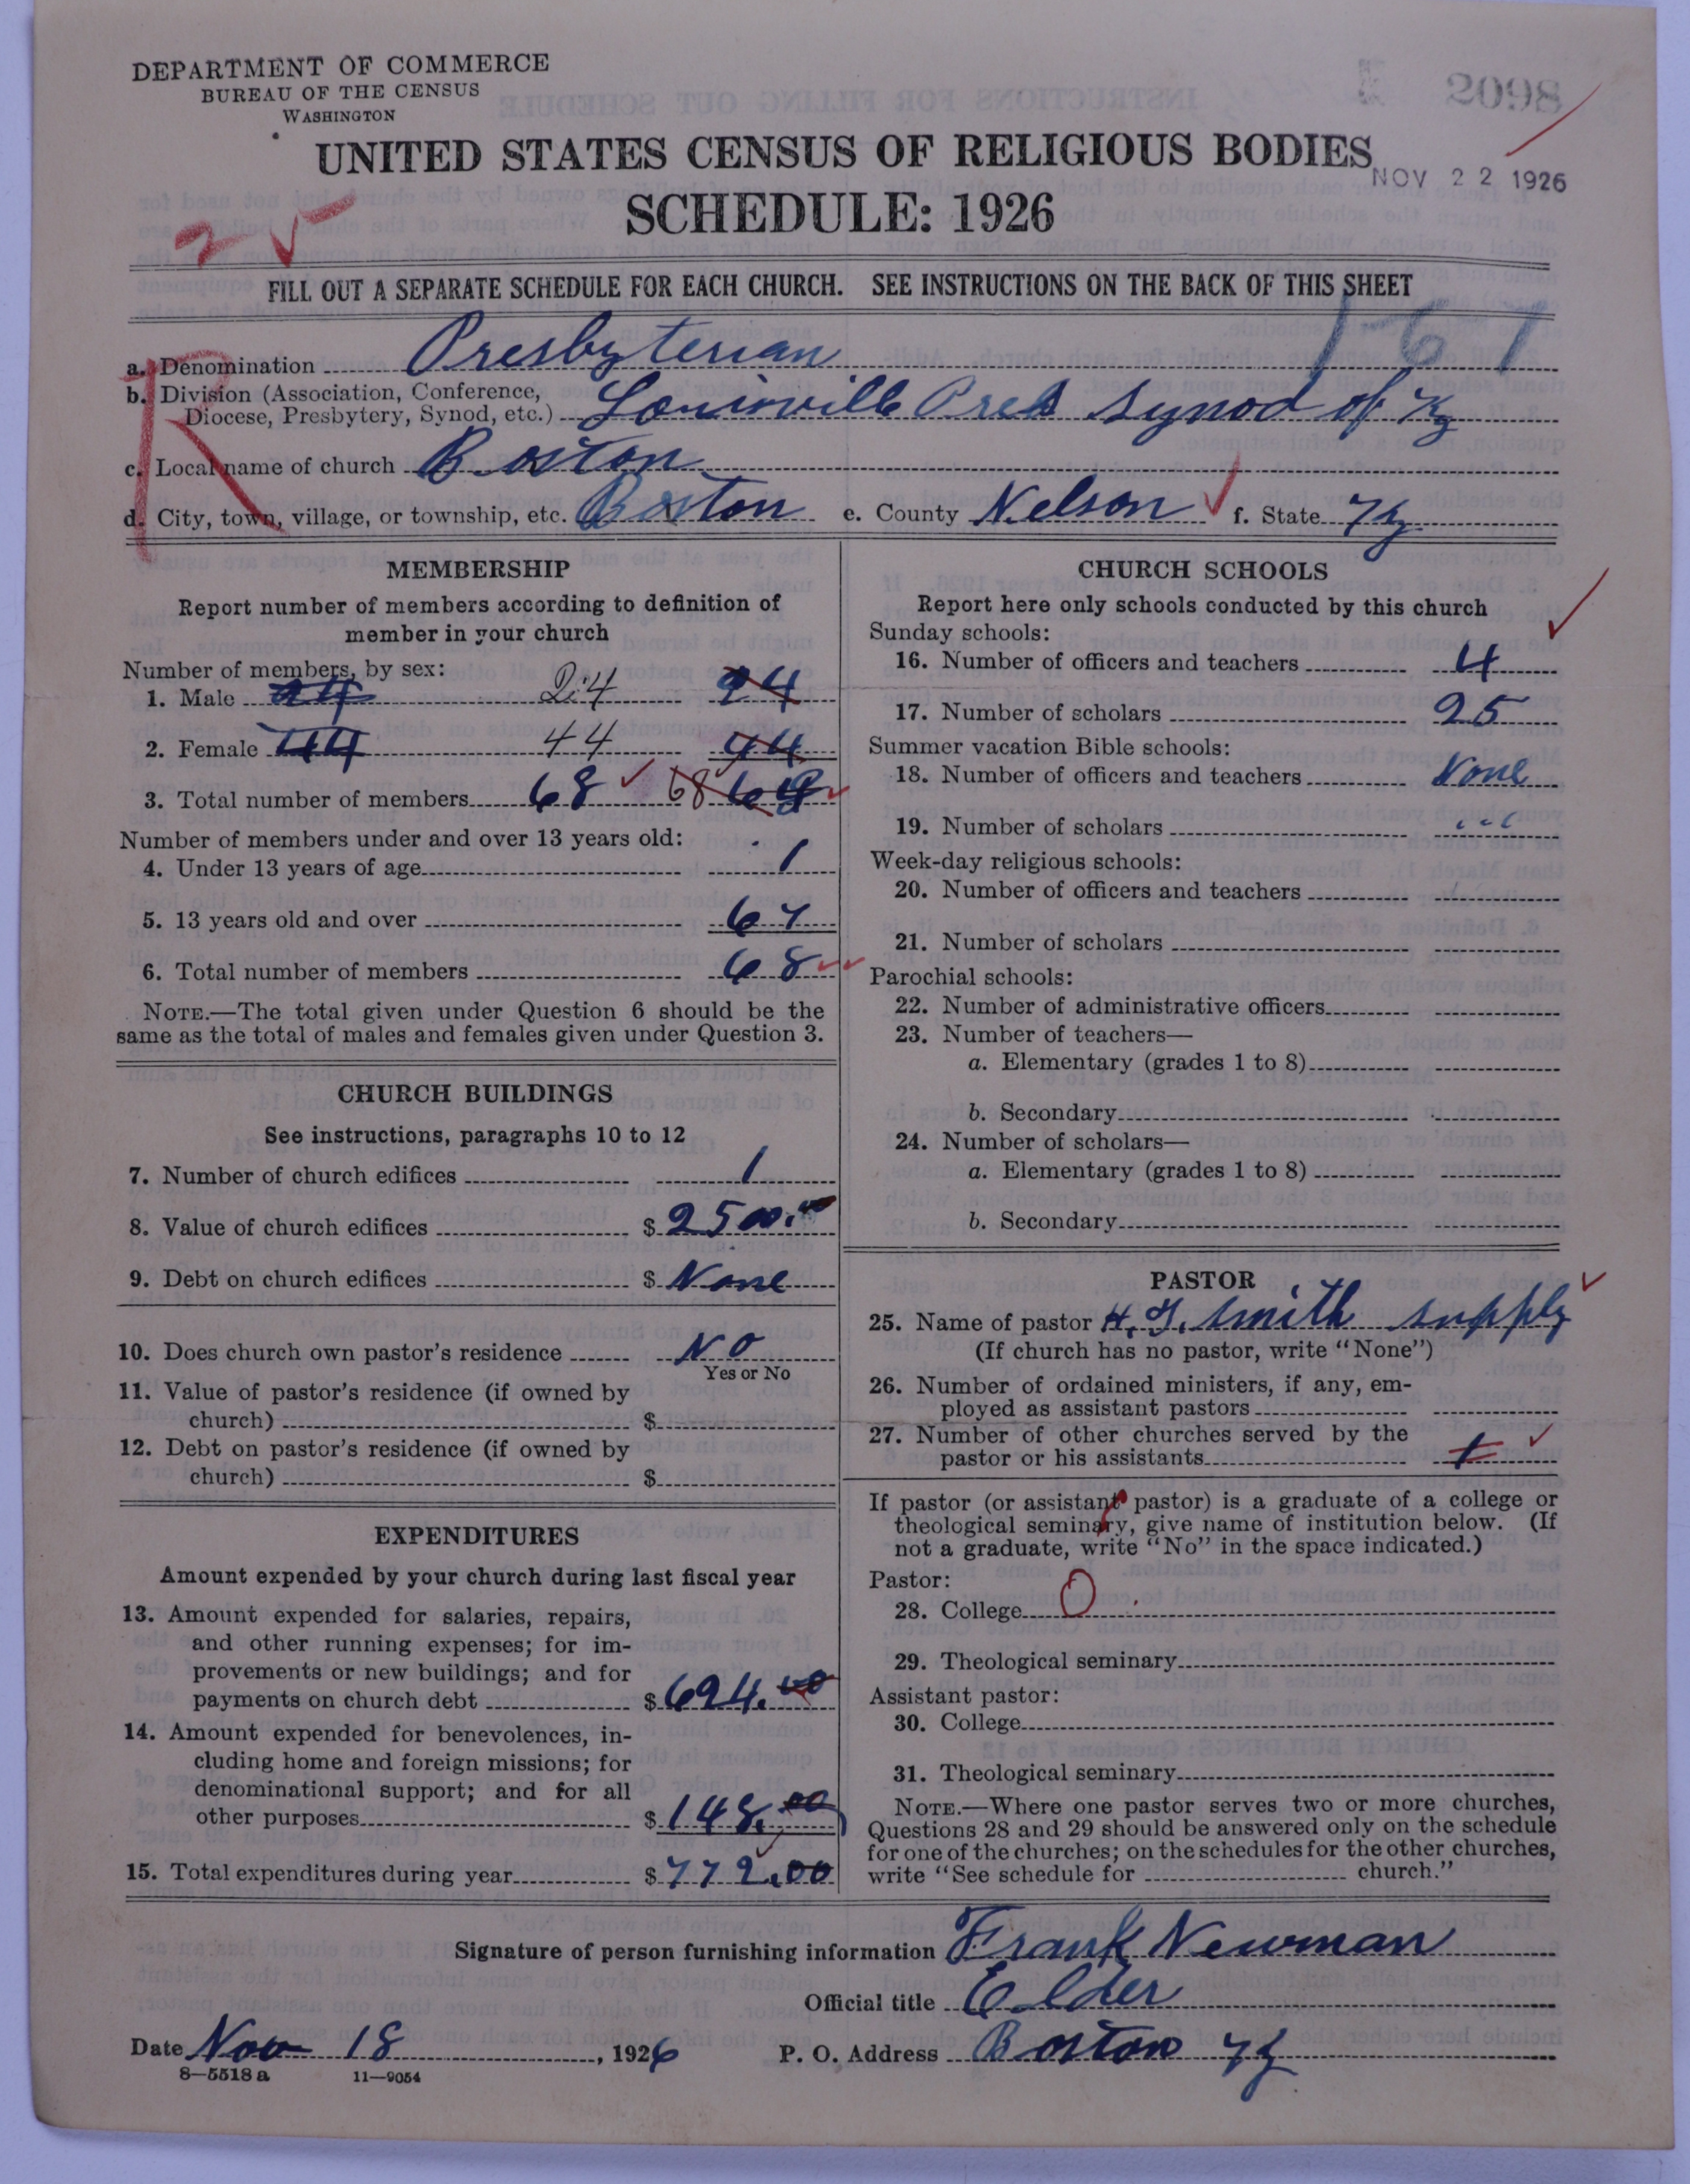 DEPARTMENT OF COMMERCE
BUREAU OF THE CENSUS
WASHINGTON
2098
UNITED STATES CENSUS OF RELIGIOUS BODIES
NOV 22 1926
SCHEDULE: 1926
2
FILL OUT A SEPARATE SCHEDULE FOR EACH CHURCH. SEE INSTRUCTIONS ON THE BACK OF THIS SHEET
1-61
R
a. Denomination Presbyterian
b. Division (Association, Conference,
Diocese, Presbytery, Synod, etc.) Louisville Pres Synod of Ky
c. Local name of church Boston
d. City, town, village, or township, etc. Boston e. County Nelson f. State Ky
MEMBERSHIP
Report number of members according to definition of
member in your church
Number of members, by sex:
1. Male 24 24 24
2. Female 44 44 44
3. Total number of members 68 68 68
Number of members under and over 13 years old:
4. Under 13 years of age 1
5. 13 years old and over 67
6. Total number of members 68
NOTE.—The total given under Question 6 should be the
same as the total of males and females given under Question 3.
CHURCH BUILDINGS
See instructions, paragraphs 10 to 12
7. Number of church edifices 1
8. Value of church edifices $ 2500.00
9. Debt on church edifices $ None
10. Does church own pastor's residence No
Yes or No
11. Value of pastor's residence (if owned by
church) $
12. Debt on pastor's residence (if owned by
church) $
EXPENDITURES
Amount expended by your church during last fiscal year
13. Amount expended for salaries, repairs,
and other running expenses; for im-
provements or new buildings; and for
payments on church debt $ 624.00
14. Amount expended for benevolences, in-
cluding home and foreign missions; for
denominational support; and for all
other purposes $ 148.00
15. Total expenditures during year $ 772.00
CHURCH SCHOOLS
Report here only schools conducted by this church
Sunday schools:
16. Number of officers and teachers 4
17. Number of scholars 25
Summer vacation Bible schools:
18. Number of officers and teachers None
19. Number of scholars " "
Week-day religious schools:
20. Number of officers and teachers
21. Number of scholars
Parochial schools:
22. Number of administrative officers
23. Number of teachers—
a. Elementary (grades 1 to 8)
b. Secondary
24. Number of scholars—
a. Elementary (grades 1 to 8)
b. Secondary
PASTOR
25. Name of pastor H. G. Smith supply
(If church has no pastor, write "None")
26. Number of ordained ministers, if any, em-
ployed as assistant pastors
27. Number of other churches served by the
pastor or his assistants 1
If pastor (or assistant pastor) is a graduate of a college or
theological seminary, give name of institution below. (If
not a graduate, write "No" in the space indicated.)
Pastor:
28. College O
29. Theological seminary
Assistant pastor:
30. College
31. Theological seminary
NOTE.—Where one pastor serves two or more churches,
Questions 28 and 29 should be answered only on the schedule
for one of the churches; on the schedules for the other churches,
write "See schedule for church."
Signature of person furnishing information Frank Newman
Official title Elder
Date Nov 18, 1926 P. O. Address Boston Ky
8—5518 a 11—9054